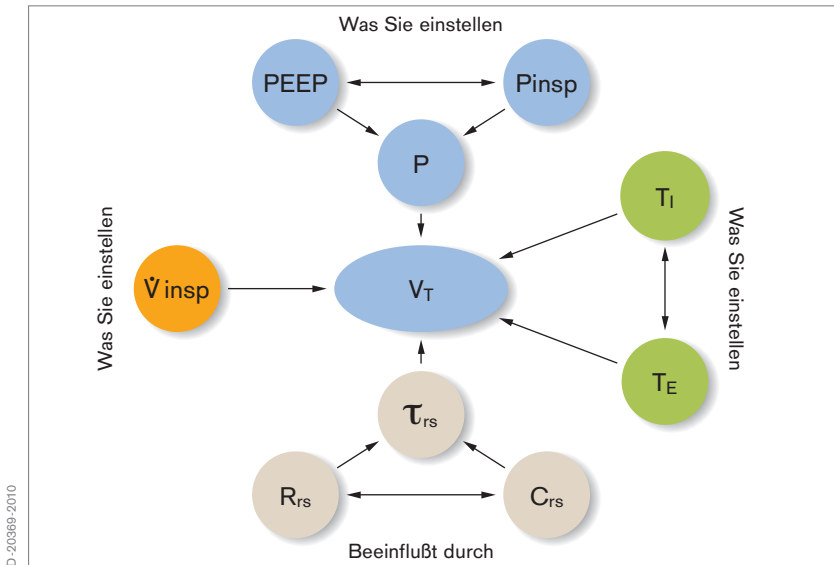 Was Sie einstellen
PEEP
Pinsp
P
TI
Was Sie einstellen
V̇ insp
Was Sie einstellen
VT
TE
τrs
Rrs
Crs
Beeinflußt durch
D-20369-2010